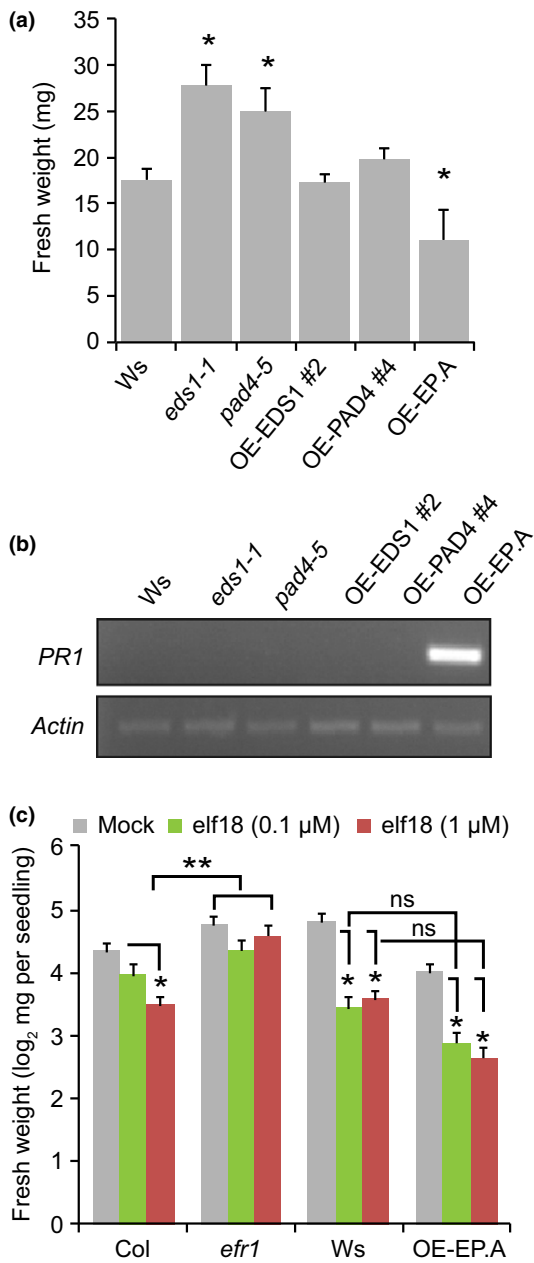 (a)
Fresh weight (mg)
35
30
25
20
15
10
5
0
*
*
*
Ws
eds1-1
pad4-5
OE-EDS1 #2
OE-PAD4 #4
OE-EP.A
(b)
Ws
eds1-1
pad4-5
OE-EDS1 #2
OE-PAD4 #4
OE-EP.A
PR1
Actin
(c)
Mock elf18 (0.1 µM) elf18 (1 µM)
Fresh weight (log2 mg per seedling)
6
5
4
3
2
1
0
**
*
ns
ns
* *
* *
Col efr1 Ws OE-EP.A